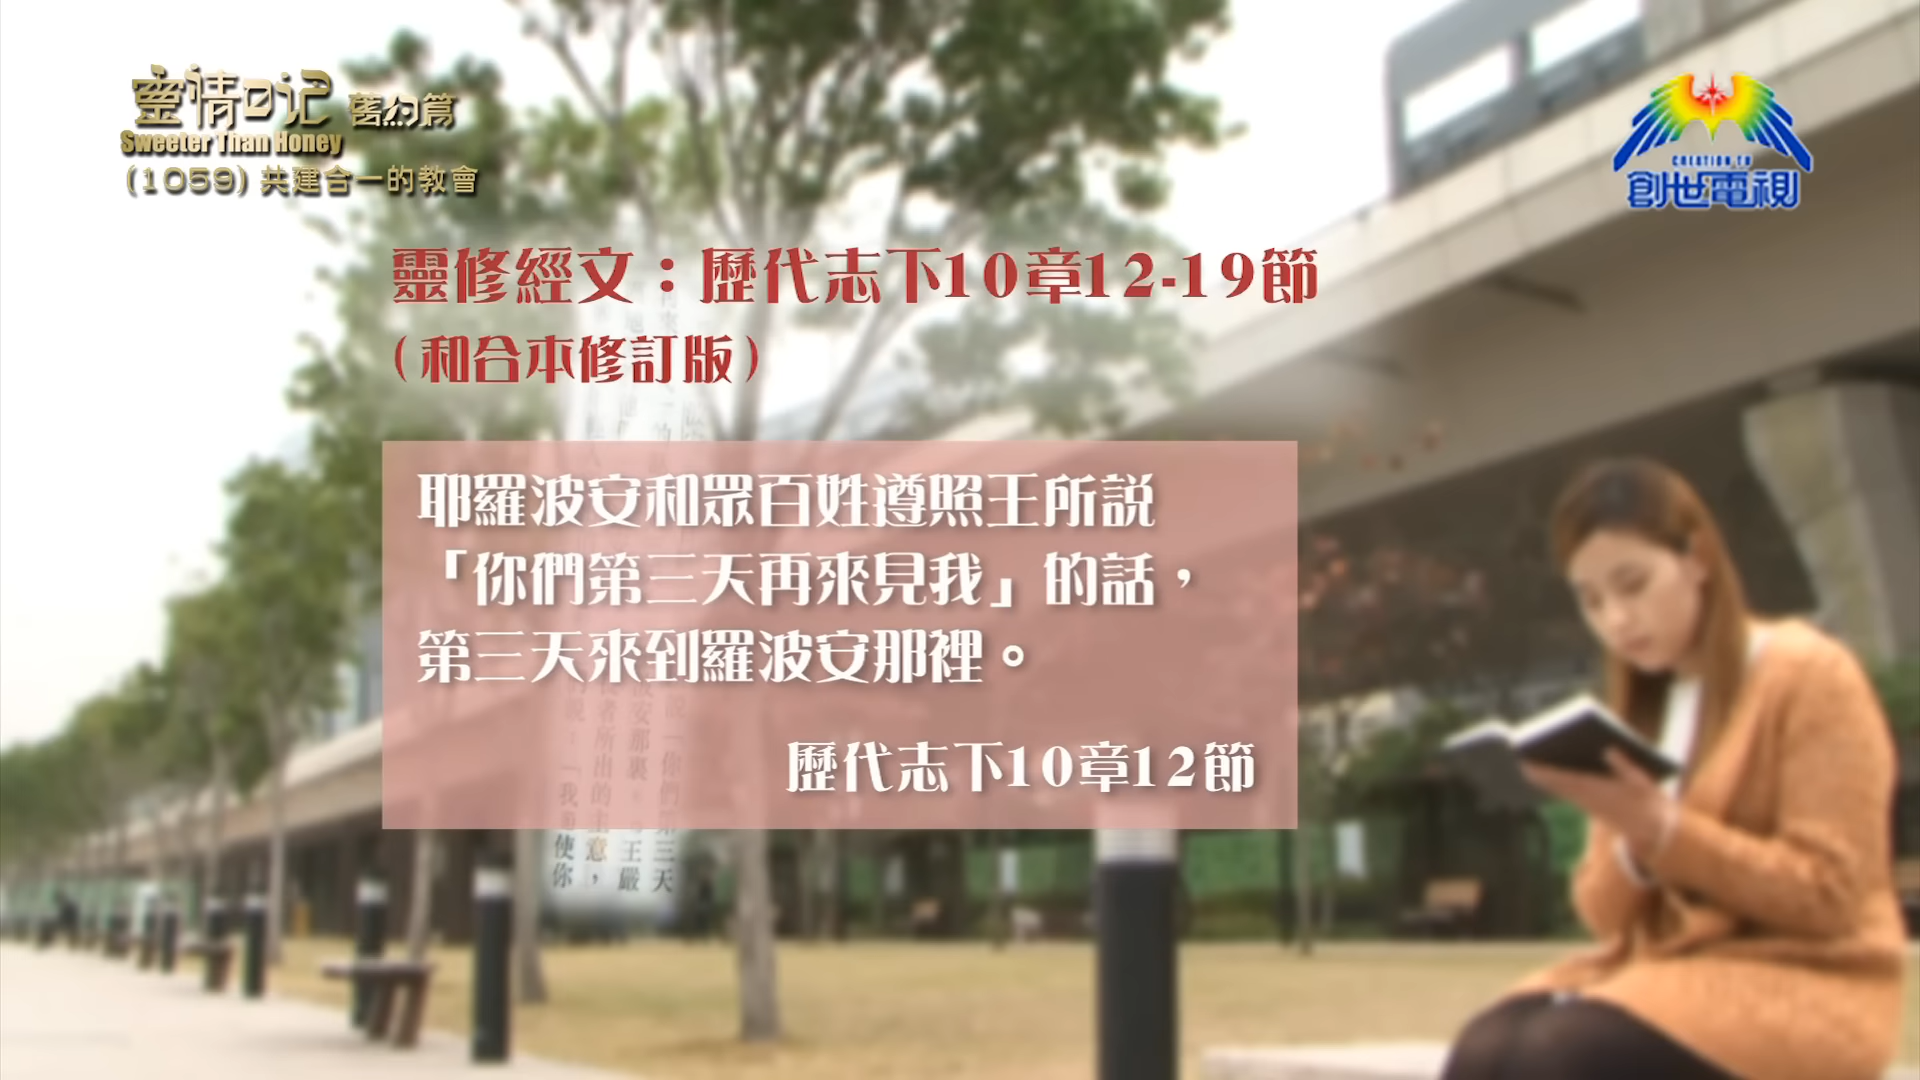 靈情日记 舊約篇
Sweeter Than Honey
(1059) 共建合一的教會
CREATION TV
創世電視
靈修經文：歷代志下10章12-19節
（和合本修訂版）
耶羅波安和眾百姓遵照王所説
「你們第三天再來見我」的話，
第三天來到羅波安那裡。
歷代志下10章12節